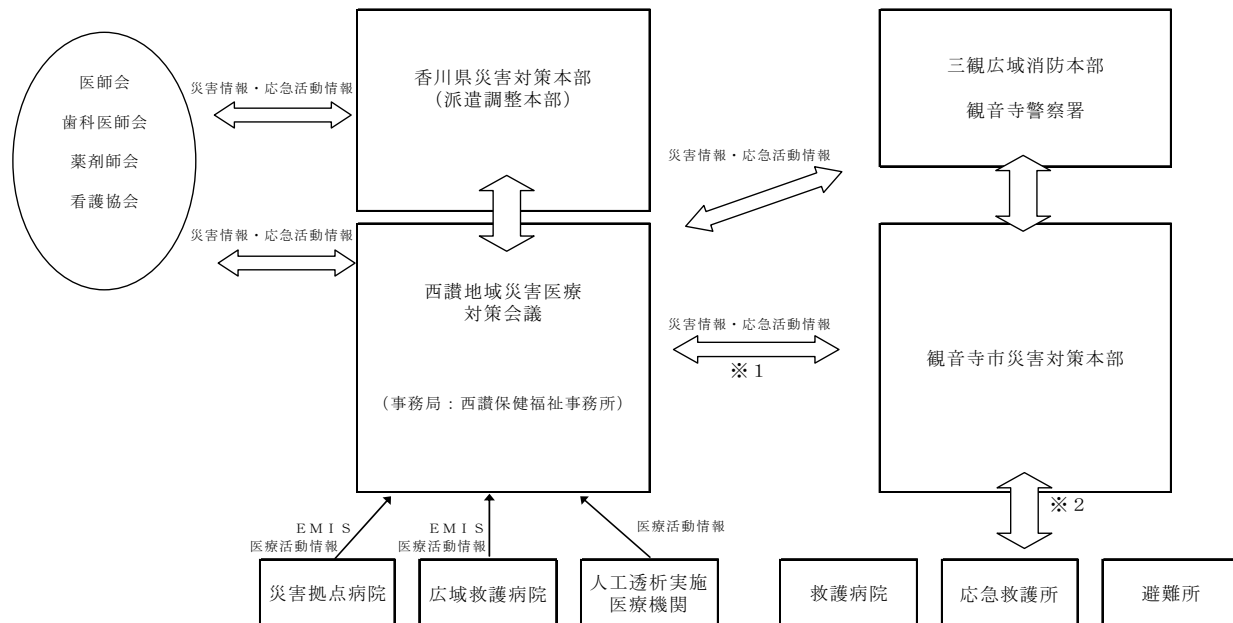 医師会
歯科医師会
薬剤師会
看護協会
災害情報・応急活動情報
香川県災害対策本部
（派遣調整本部）
三観広域消防本部
観音寺警察署
災害情報・応急活動情報
災害情報・応急活動情報
西讃地域災害医療
対策会議
（事務局：西讃保健福祉事務所）
災害情報・応急活動情報
※１
観音寺市災害対策本部
※２
ＥＭＩＳ
医療活動情報
ＥＭＩＳ
医療活動情報
医療活動情報
災害拠点病院
広域救護病院
人工透析実施
医療機関
救護病院
応急救護所
避難所